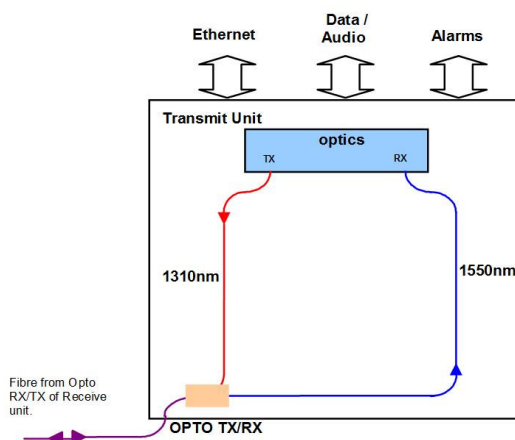 Ethernet
Data /
Audio
Alarms
Transmit Unit
optics
TX
RX
1310nm
1550nm
Fibre from Opto
RX/TX of Receive
unit.
OPTO TX/RX